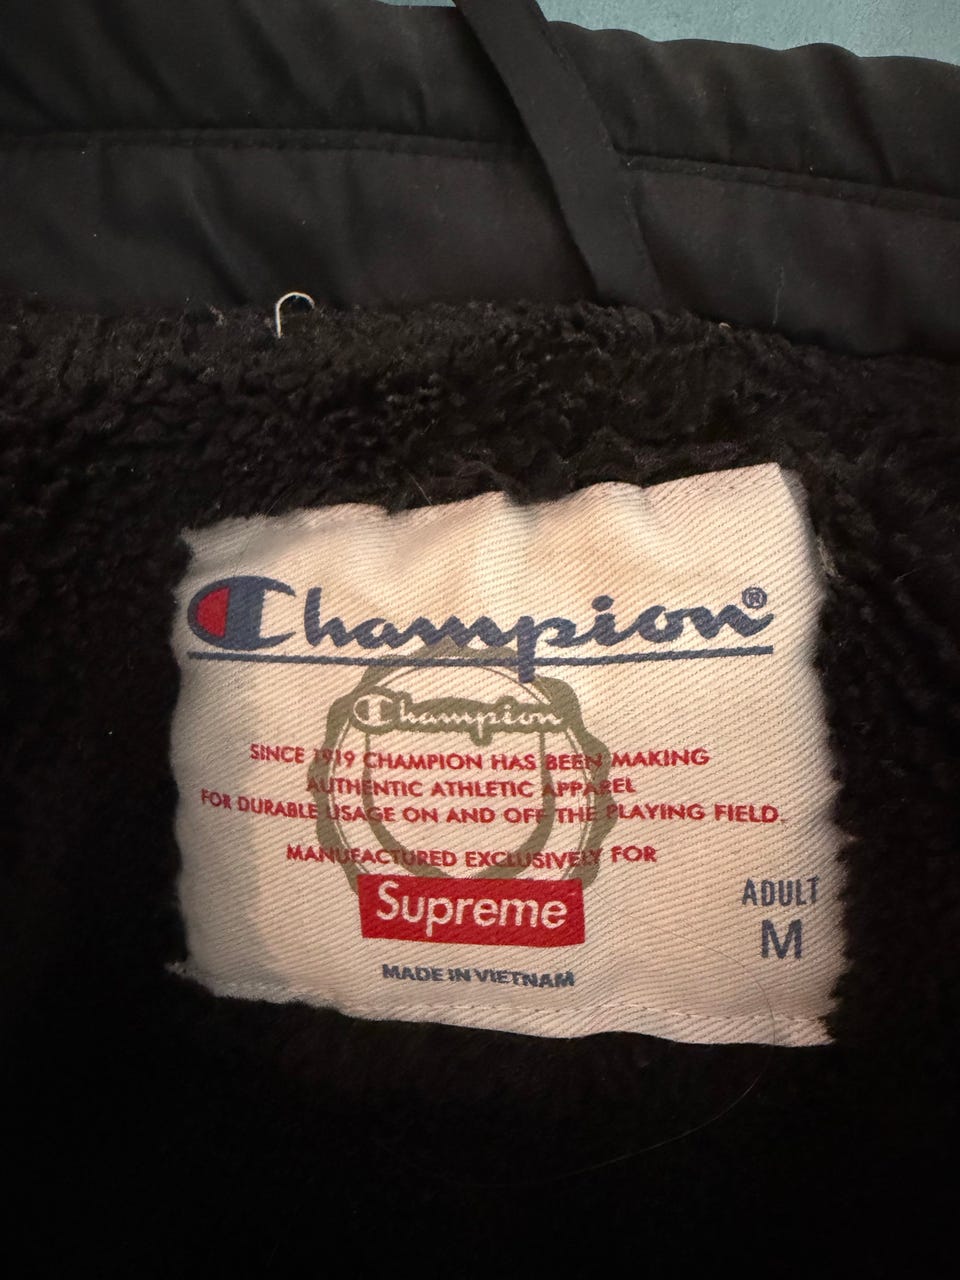 Champion®
Champion
SINCE 1919 CHAMPION HAS BEEN MAKING
AUTHENTIC ATHLETIC APPAREL
FOR DURABLE USAGE ON AND OFF THE PLAYING FIELD.
MANUFACTURED EXCLUSIVELY FOR
Supreme
ADULT
M
MADE IN VIETNAM